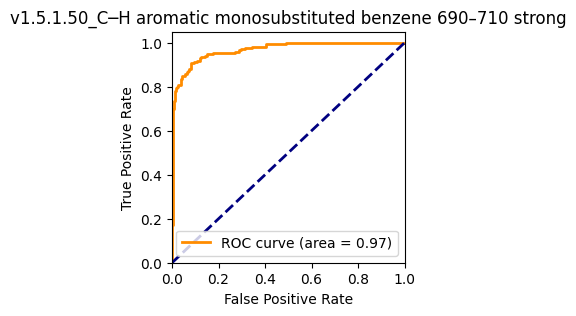 v1.5.1.50_C─H aromatic monosubstituted benzene 690–710 strong
1.0
0.8
0.6
0.4
0.2
0.0
True Positive Rate
ROC curve (area = 0.97)
0.0 0.2 0.4 0.6 0.8 1.0
False Positive Rate